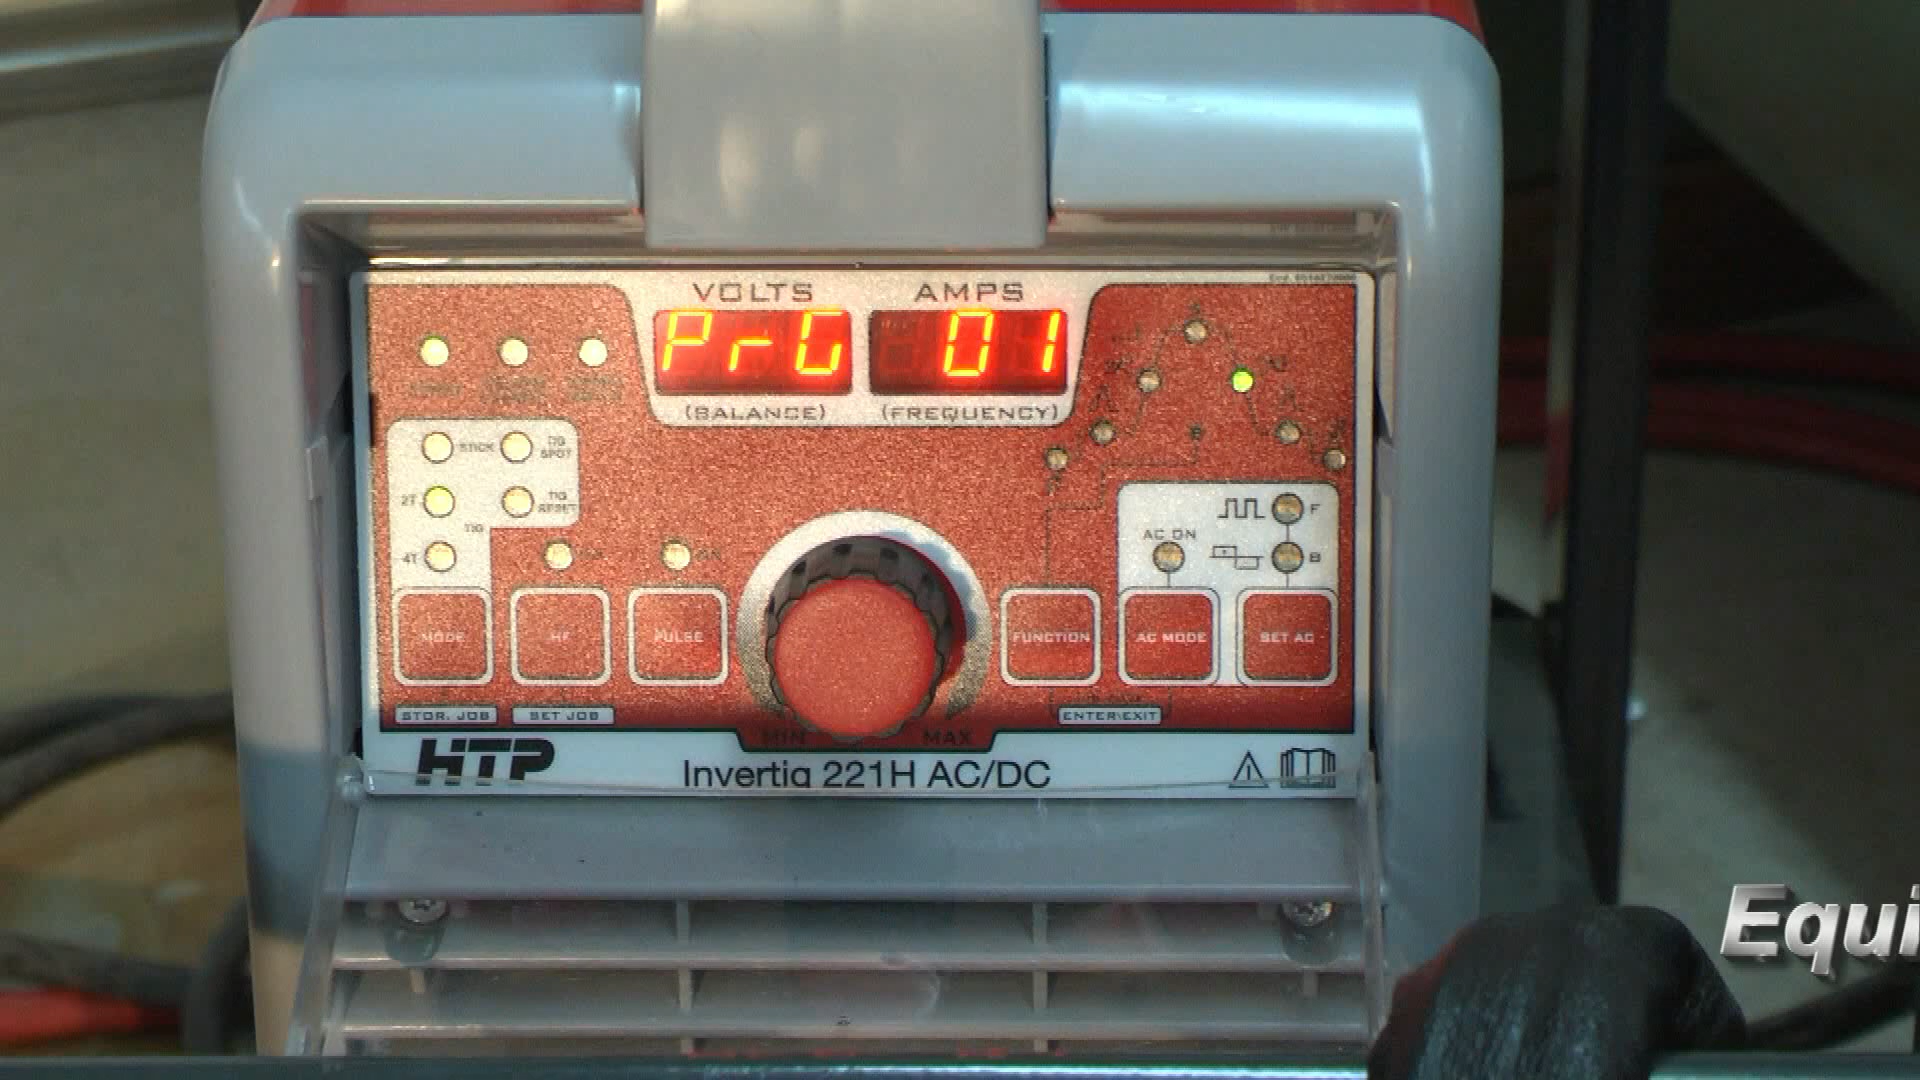 VOLTS AMPS
PrG 01
(BALANCE) (FREQUENCY)
STICK TIG SPOT
2T TIG RESET
TIG
4T
F
AC ON
B
MODE HF PULSE FUNCTION AC MODE SET AC
STOR. JOB SET JOB ENTER\EXIT
MIN MAX
HTP Invertig 221H AC/DC
Equi